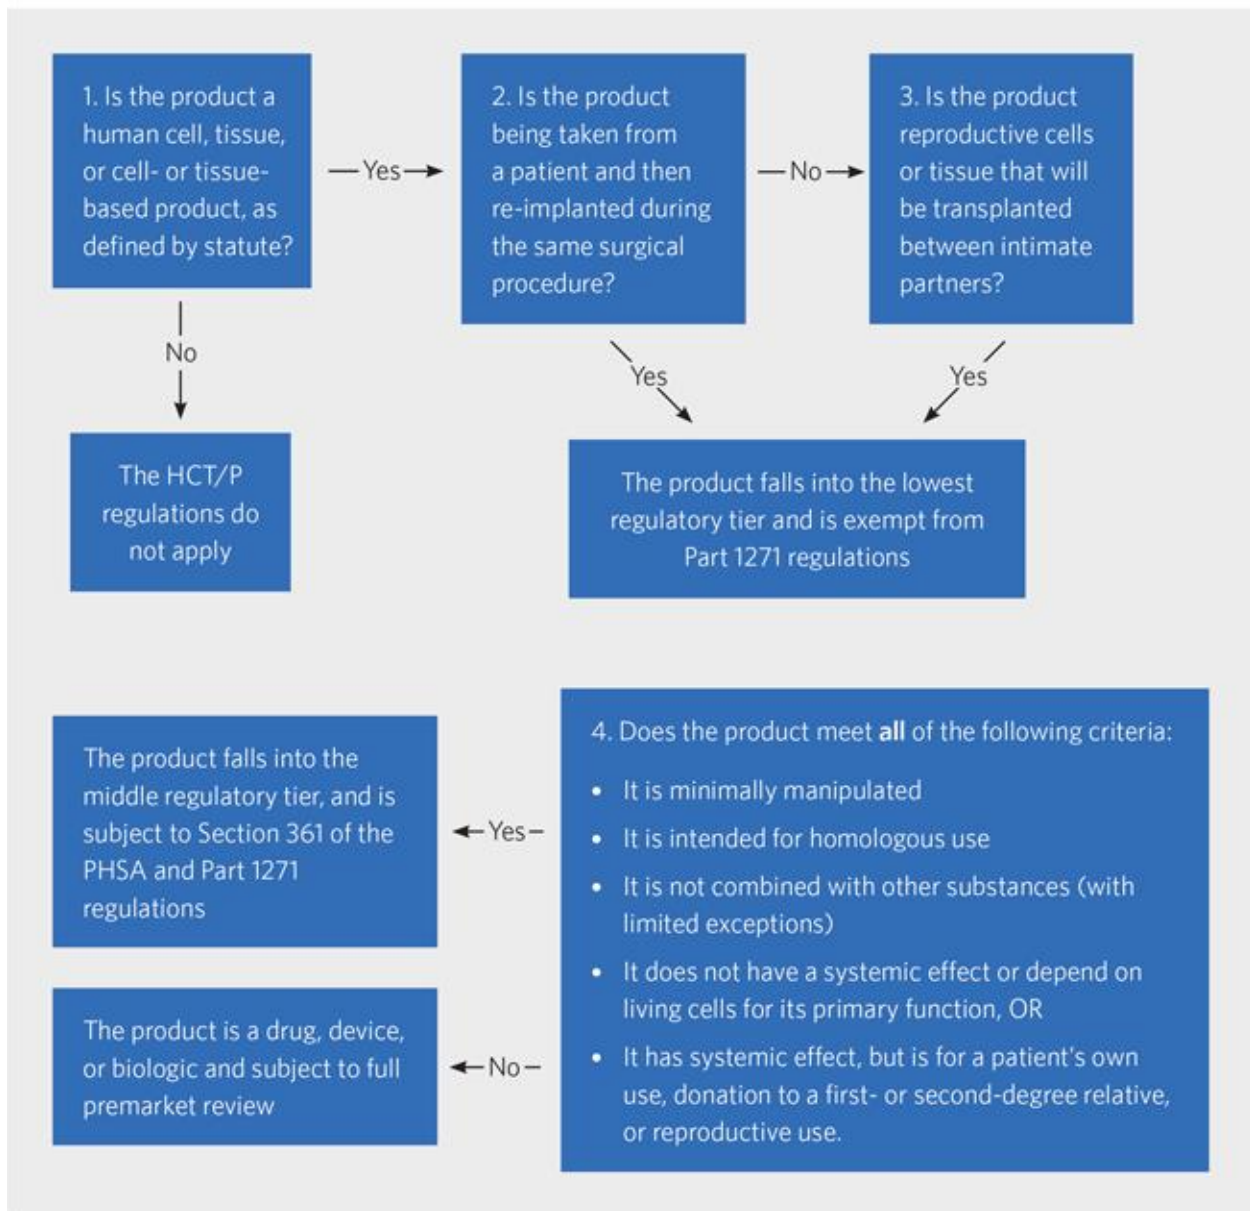 1. Is the product a
human cell, tissue,
or cell- or tissue-
based product, as
defined by statute?
Yes
2. Is the product
being taken from
a patient and then
re-implanted during
the same surgical
procedure?
No
3. Is the product
reproductive cells
or tissue that will
be transplanted
between intimate
partners?
No
Yes
Yes
The HCT/P
regulations do
not apply
The product falls into the lowest
regulatory tier and is exempt from
Part 1271 regulations
4. Does the product meet all of the following criteria:
• It is minimally manipulated
• It is intended for homologous use
• It is not combined with other substances (with
limited exceptions)
• It does not have a systemic effect or depend on
living cells for its primary function, OR
• It has systemic effect, but is for a patient's own
use, donation to a first- or second-degree relative,
or reproductive use.
Yes
The product falls into the
middle regulatory tier, and is
subject to Section 361 of the
PHSA and Part 1271
regulations
No
The product is a drug, device,
or biologic and subject to full
premarket review